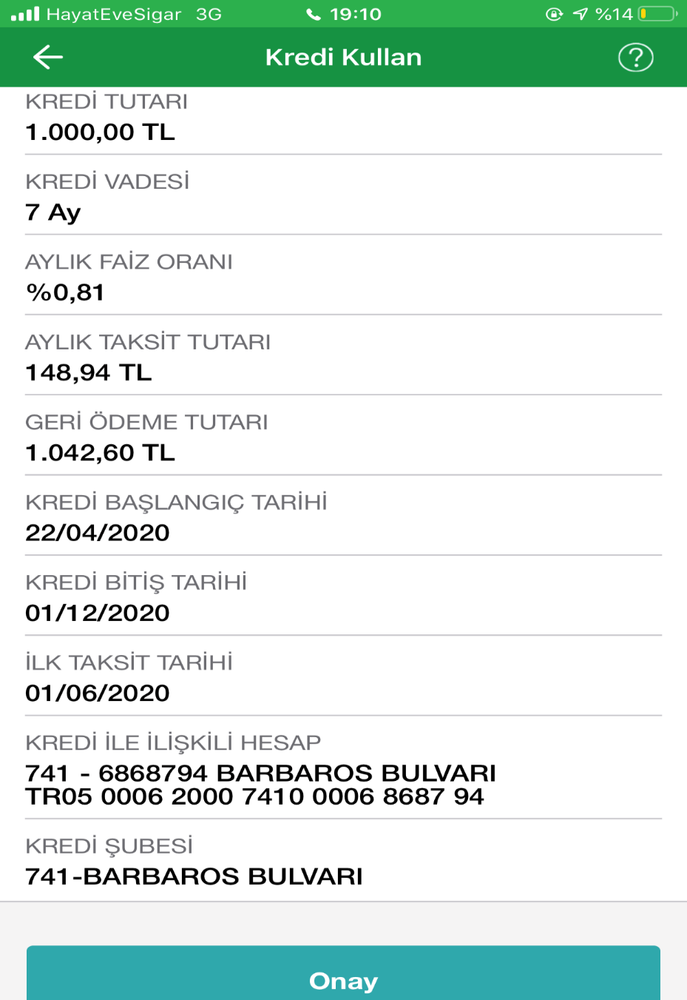 HayatEveSigar 3G 19:10 %14
Kredi Kullan ?
KREDİ TUTARI
1.000,00 TL
KREDİ VADESİ
7 Ay
AYLIK FAİZ ORANI
%0,81
AYLIK TAKSİT TUTARI
148,94 TL
GERİ ÖDEME TUTARI
1.042,60 TL
KREDİ BAŞLANGIÇ TARİHİ
22/04/2020
KREDİ BİTİŞ TARİHİ
01/12/2020
İLK TAKSİT TARİHİ
01/06/2020
KREDİ İLE İLİŞKİLİ HESAP
741 - 6868794 BARBAROS BULVARI
TR05 0006 2000 7410 0006 8687 94
KREDİ ŞUBESİ
741-BARBAROS BULVARI
Onay